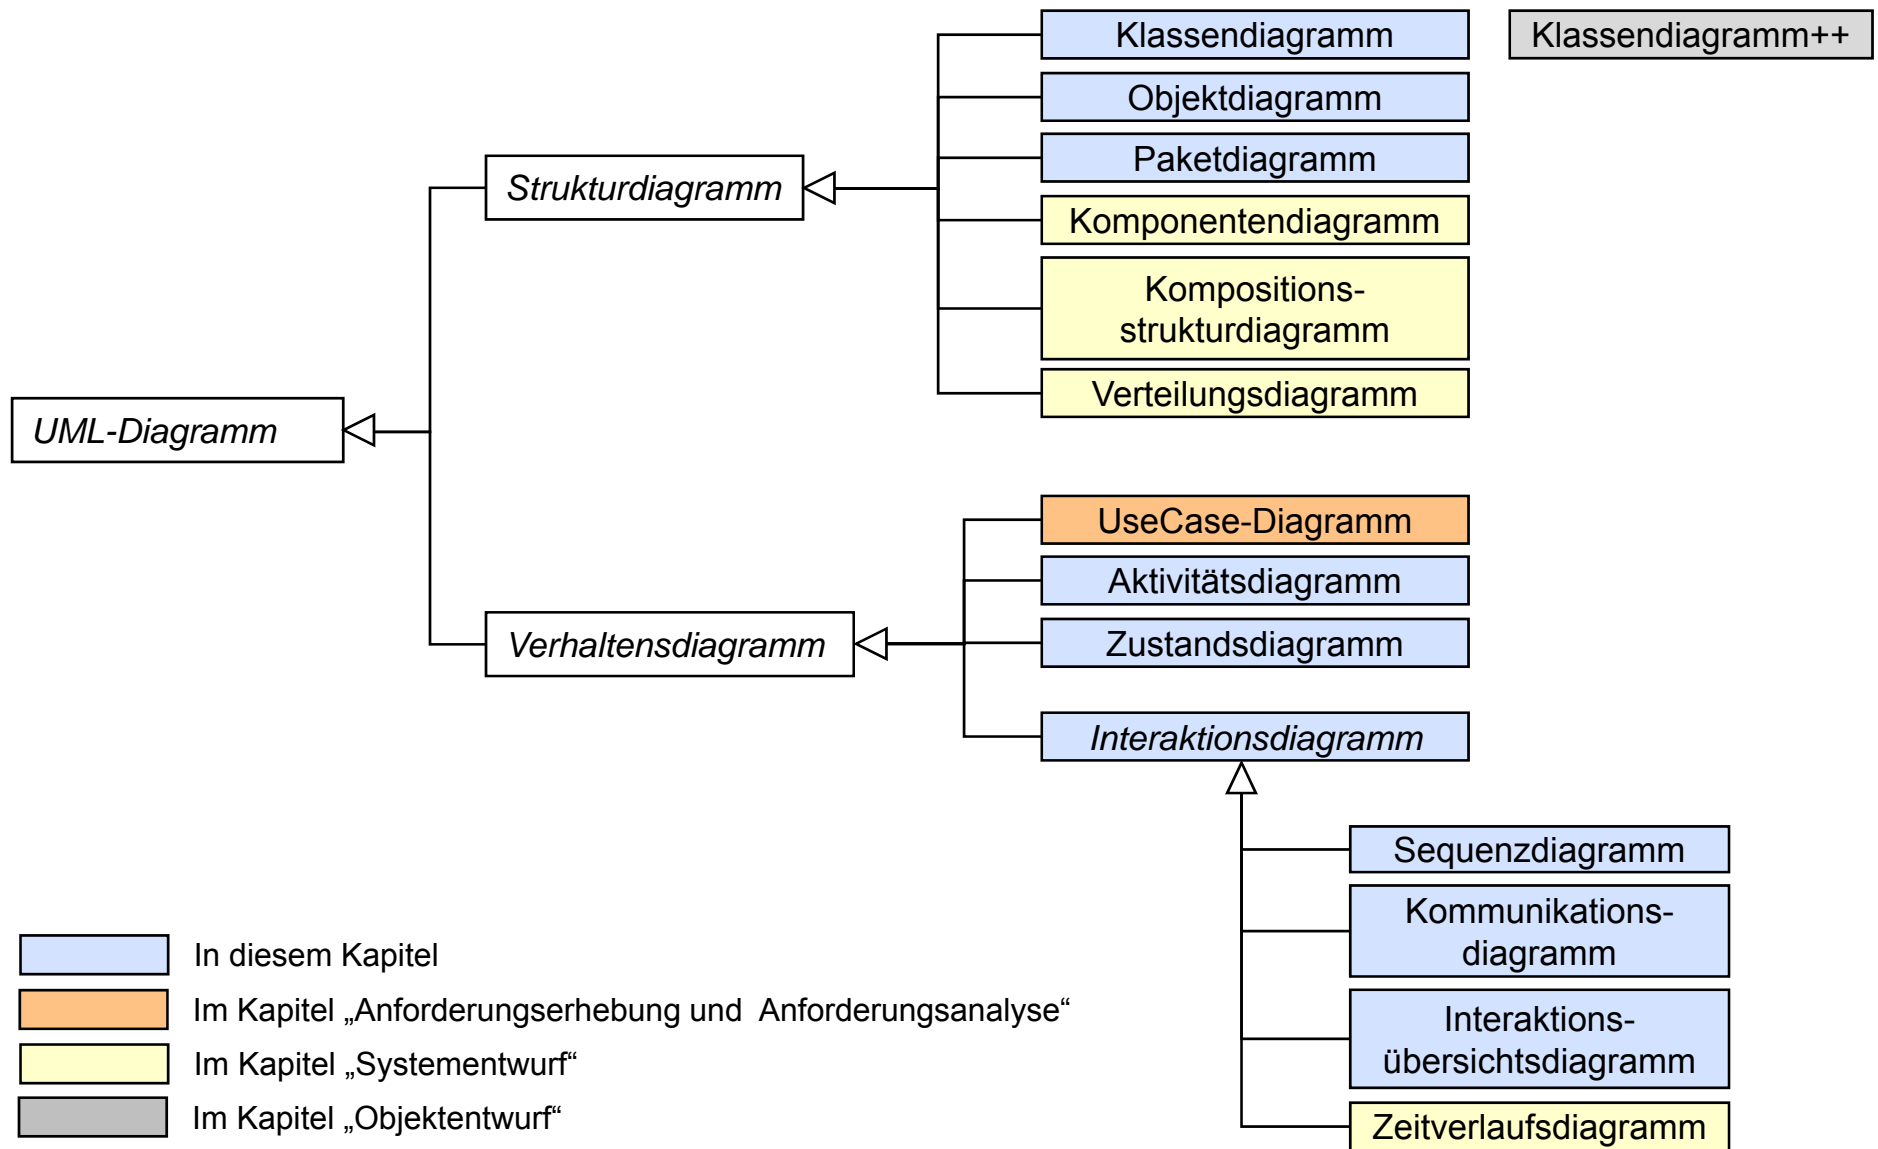 Klassendiagramm
Klassendiagramm++
Objektdiagramm
Paketdiagramm
Strukturdiagramm
Komponentendiagramm
Kompositions-
strukturdiagramm
Verteilungsdiagramm
UML-Diagramm
UseCase-Diagramm
Aktivitätsdiagramm
Verhaltensdiagramm
Zustandsdiagramm
Interaktionsdiagramm
Sequenzdiagramm
Kommunikations-
diagramm
Interaktions-
übersichtsdiagramm
Zeitverlaufsdiagramm
In diesem Kapitel
Im Kapitel „Anforderungserhebung und Anforderungsanalyse“
Im Kapitel „Systementwurf“
Im Kapitel „Objektentwurf“